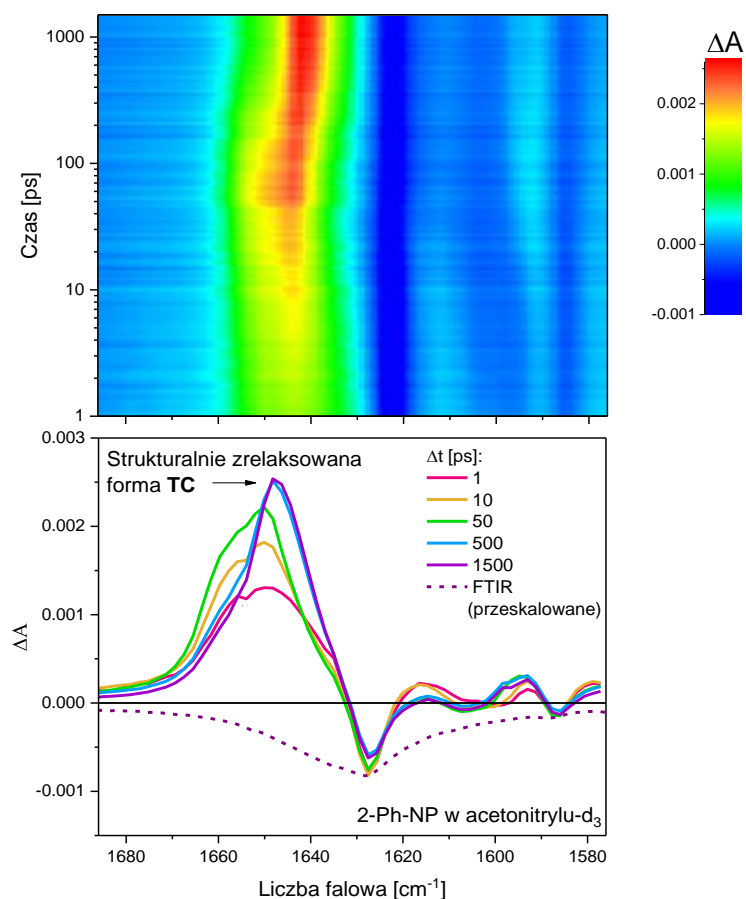 ΔA
1000
100
10
1
Czas [ps]
0.002
0.001
0.000
-0.001
0.003
0.002
0.001
0.000
-0.001
ΔA
Strukturalnie zrelaksowana
forma TC
Δt [ps]:
1
10
50
500
1500
FTIR
(przeskalowane)
2-Ph-NP w acetonitrylu-d₃
1680 1660 1640 1620 1600 1580
Liczba falowa [cm⁻¹]